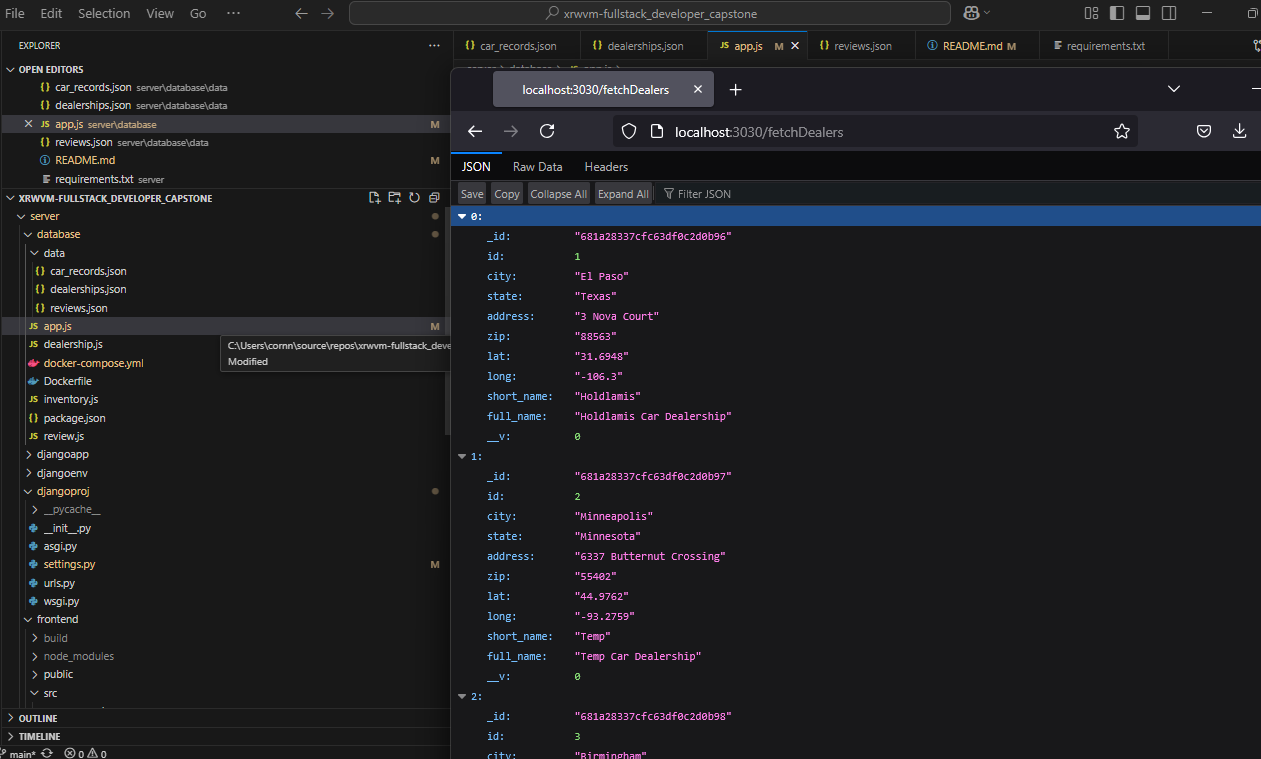 File Edit Selection View Go ··· xrwvm-fullstack_developer_capstone
EXPLORER ···
OPEN EDITORS
{} car_records.json server\database\data
{} dealerships.json server\database\data
JS app.js server\database M
{} reviews.json server\database\data
README.md M
requirements.txt server
XRWVM-FULLSTACK_DEVELOPER_CAPSTONE
server
database
data
{} car_records.json
{} dealerships.json
{} reviews.json
JS app.js M
JS dealership.js
docker-compose.yml
Dockerfile
JS inventory.js
{} package.json
JS review.js
djangoapp
djangoenv
djangoproj
__pycache__
__init__.py
asgi.py
settings.py M
urls.py
wsgi.py
frontend
build
node_modules
public
src
OUTLINE
TIMELINE
main* 0 0
C:\Users\cornn\source\repos\xrwvm-fullstack_deve
Modified
{} car_records.json {} dealerships.json JS app.js M {} reviews.json README.md M requirements.txt
localhost:3030/fetchDealers
localhost:3030/fetchDealers
JSON Raw Data Headers
Save Copy Collapse All Expand All Filter JSON
0:
_id: "681a28337cfc63df0c2d0b96"
id: 1
city: "El Paso"
state: "Texas"
address: "3 Nova Court"
zip: "88563"
lat: "31.6948"
long: "-106.3"
short_name: "Holdlamis"
full_name: "Holdlamis Car Dealership"
__v: 0
1:
_id: "681a28337cfc63df0c2d0b97"
id: 2
city: "Minneapolis"
state: "Minnesota"
address: "6337 Butternut Crossing"
zip: "55402"
lat: "44.9762"
long: "-93.2759"
short_name: "Temp"
full_name: "Temp Car Dealership"
__v: 0
2:
_id: "681a28337cfc63df0c2d0b98"
id: 3
city: "Birmingham"